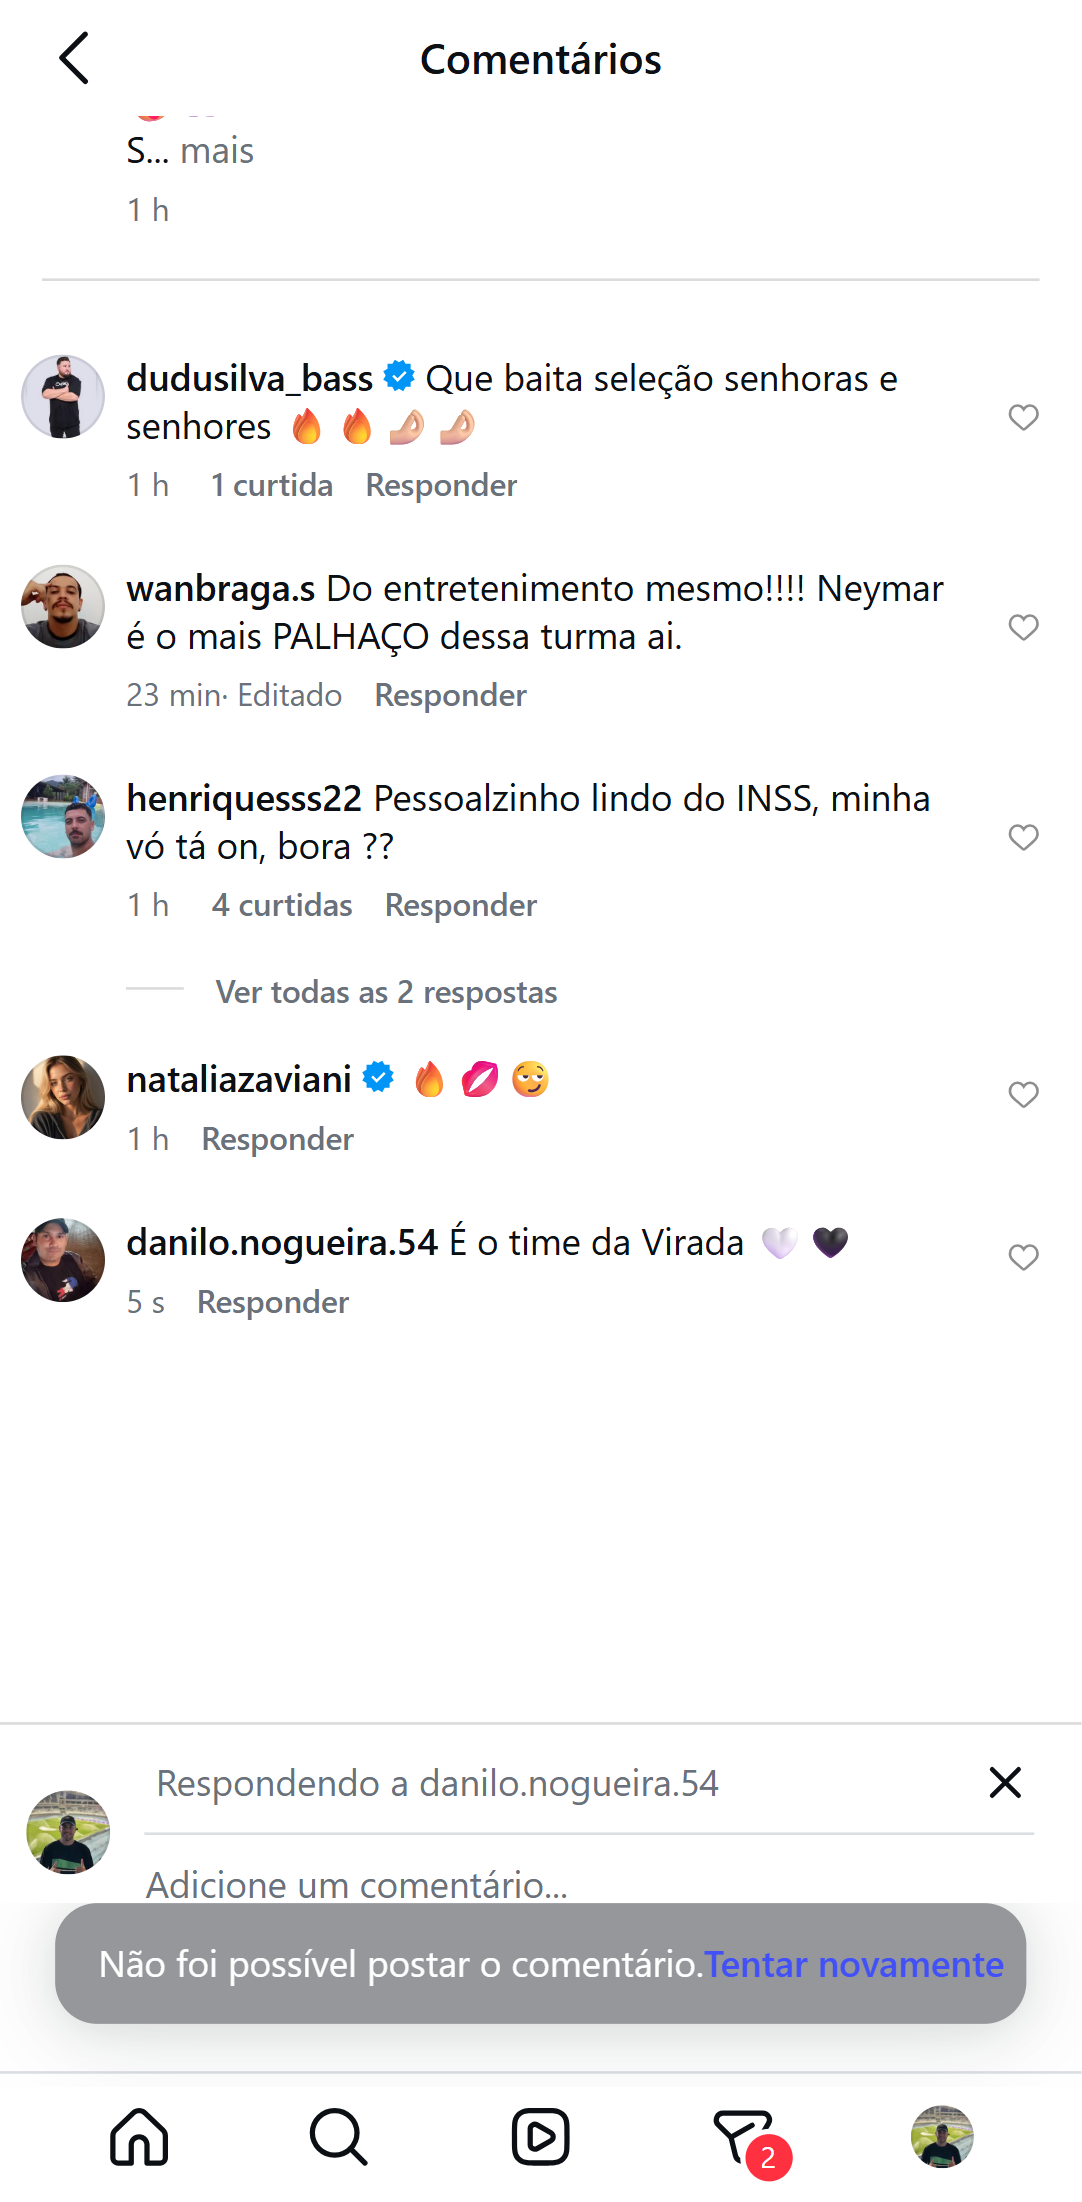 Comentários
S... mais
1 h
dudusilva_bass Que baita seleção senhoras e
senhores 🔥🔥👌🏻👌🏻
1 h 1 curtida Responder
wanbraga.s Do entretenimento mesmo!!!! Neymar
é o mais PALHAÇO dessa turma ai.
23 min· Editado Responder
henriquesss22 Pessoalzinho lindo do INSS, minha
vó tá on, bora ??
1 h 4 curtidas Responder
Ver todas as 2 respostas
nataliazaviani 🔥💋😏
1 h Responder
danilo.nogueira.54 É o time da Virada 🤍🖤
5 s Responder
Respondendo a danilo.nogueira.54
Adicione um comentário...
Não foi possível postar o comentário.Tentar novamente
2